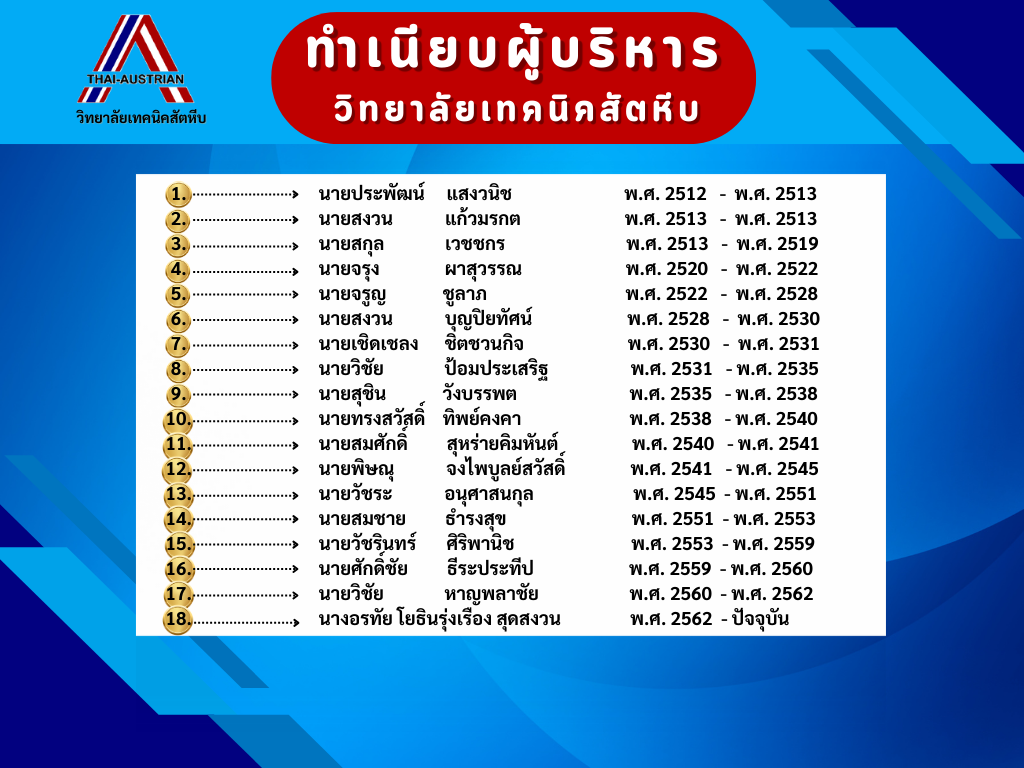 THAI-AUSTRIAN
วิทยาลัยเทคนิคสัตหีบ
ทำเนียบผู้บริหาร
วิทยาลัยเทคนิคสัตหีบ
1. นายประพัฒน์ แสงวนิช พ.ศ. 2512 - พ.ศ. 2513
2. นายสงวน แก้วมรกต พ.ศ. 2513 - พ.ศ. 2513
3. นายสกุล เวชชกร พ.ศ. 2513 - พ.ศ. 2519
4. นายจรุง ผาสุวรรณ พ.ศ. 2520 - พ.ศ. 2522
5. นายจรูญ ชูลาภ พ.ศ. 2522 - พ.ศ. 2528
6. นายสงวน บุญปิยทัศน์ พ.ศ. 2528 - พ.ศ. 2530
7. นายเชิดเชลง ชิตชวนกิจ พ.ศ. 2530 - พ.ศ. 2531
8. นายวิชัย ป้อมประเสริฐ พ.ศ. 2531 - พ.ศ. 2535
9. นายสุชิน วังบรรพต พ.ศ. 2535 - พ.ศ. 2538
10. นายทรงสวัสดิ์ ทิพย์คงคา พ.ศ. 2538 - พ.ศ. 2540
11. นายสมศักดิ์ สุหร่ายคิมหันต์ พ.ศ. 2540 - พ.ศ. 2541
12. นายพิษณุ จงไพบูลย์สวัสดิ์ พ.ศ. 2541 - พ.ศ. 2545
13. นายวัชระ อนุศาสนกุล พ.ศ. 2545 - พ.ศ. 2551
14. นายสมชาย ธำรงสุข พ.ศ. 2551 - พ.ศ. 2553
15. นายวัชรินทร์ ศิริพานิช พ.ศ. 2553 - พ.ศ. 2559
16. นายศักดิ์ชัย ธีระประทีป พ.ศ. 2559 - พ.ศ. 2560
17. นายวิชัย หาญพลาชัย พ.ศ. 2560 - พ.ศ. 2562
18. นางอรทัย โยธินรุ่งเรือง สุดสงวน พ.ศ. 2562 - ปัจจุบัน